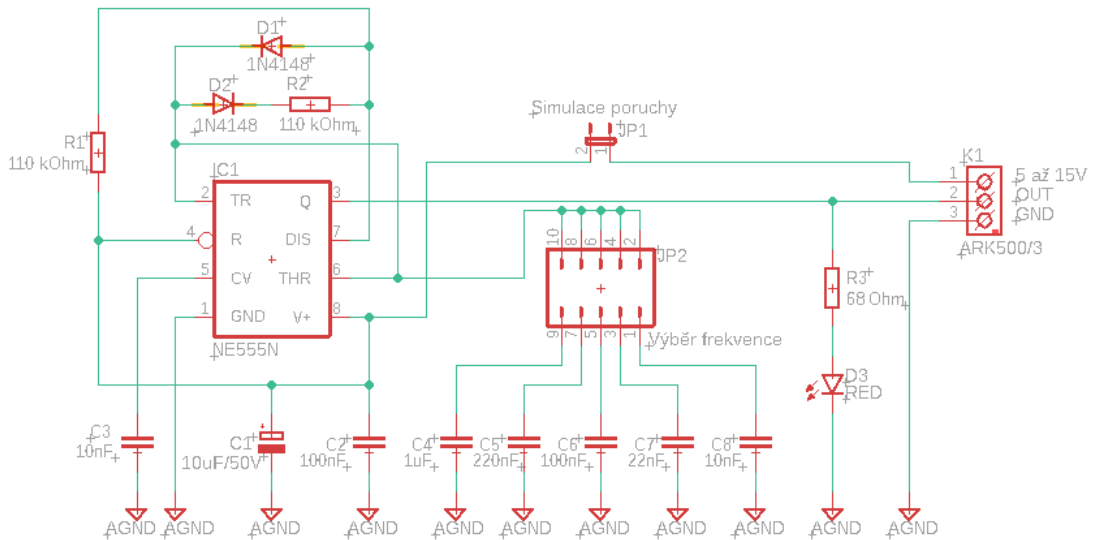 D1
1N4148
D2
R2
1N4148
110 kOhm
R1
110 kOhm
Simulace poruchy
JP1
2
1
IC1
2
TR
Q
3
4
R
DIS
7
5
CV
THR
6
1
GND
V+
8
NE555N
K1
1
5 až 15V
2
OUT
3
GND
ARK500/3
10
8
6
4
2
JP2
9
7
5
3
1
Výběr frekvence
R3
68 Ohm
D3
RED
C3
10nF
C1
10uF/50V
C2
100nF
C4
1uF
C5
220nF
C6
100nF
C7
22nF
C8
10nF
AGND
AGND
AGND
AGND
AGND
AGND
AGND
AGND
AGND
AGND
AGND